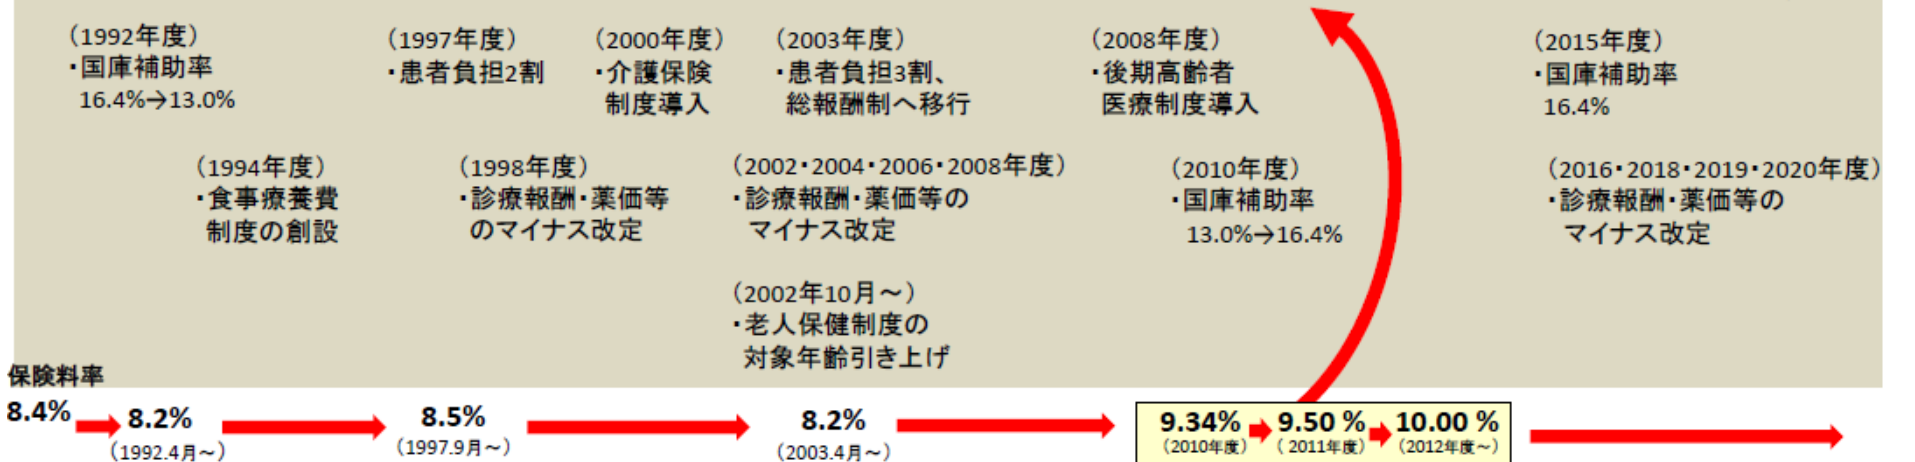 （1992年度）
・国庫補助率
16.4%→13.0%
（1997年度）
・患者負担2割
（2000年度）
・介護保険
制度導入
（2003年度）
・患者負担3割、
総報酬制へ移行
（2008年度）
・後期高齢者
医療制度導入
（2015年度）
・国庫補助率
16.4%
（1994年度）
・食事療養費
制度の創設
（1998年度）
・診療報酬・薬価等
のマイナス改定
（2002・2004・2006・2008年度）
・診療報酬・薬価等の
マイナス改定
（2010年度）
・国庫補助率
13.0%→16.4%
（2016・2018・2019・2020年度）
・診療報酬・薬価等の
マイナス改定
（2002年10月～）
・老人保健制度の
対象年齢引き上げ
保険料率
8.4%
8.2%
（1992.4月～）
8.5%
（1997.9月～）
8.2%
（2003.4月～）
9.34%
（2010年度）
9.50 %
（ 2011年度）
10.00 %
（2012年度～）